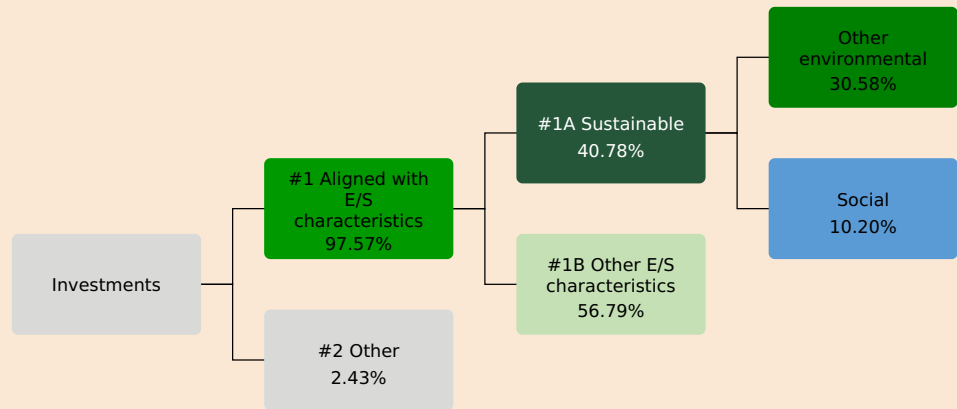 Investments
#1 Aligned with
E/S
characteristics
97.57%
#2 Other
2.43%
#1A Sustainable
40.78%
#1B Other E/S
characteristics
56.79%
Other
environmental
30.58%
Social
10.20%